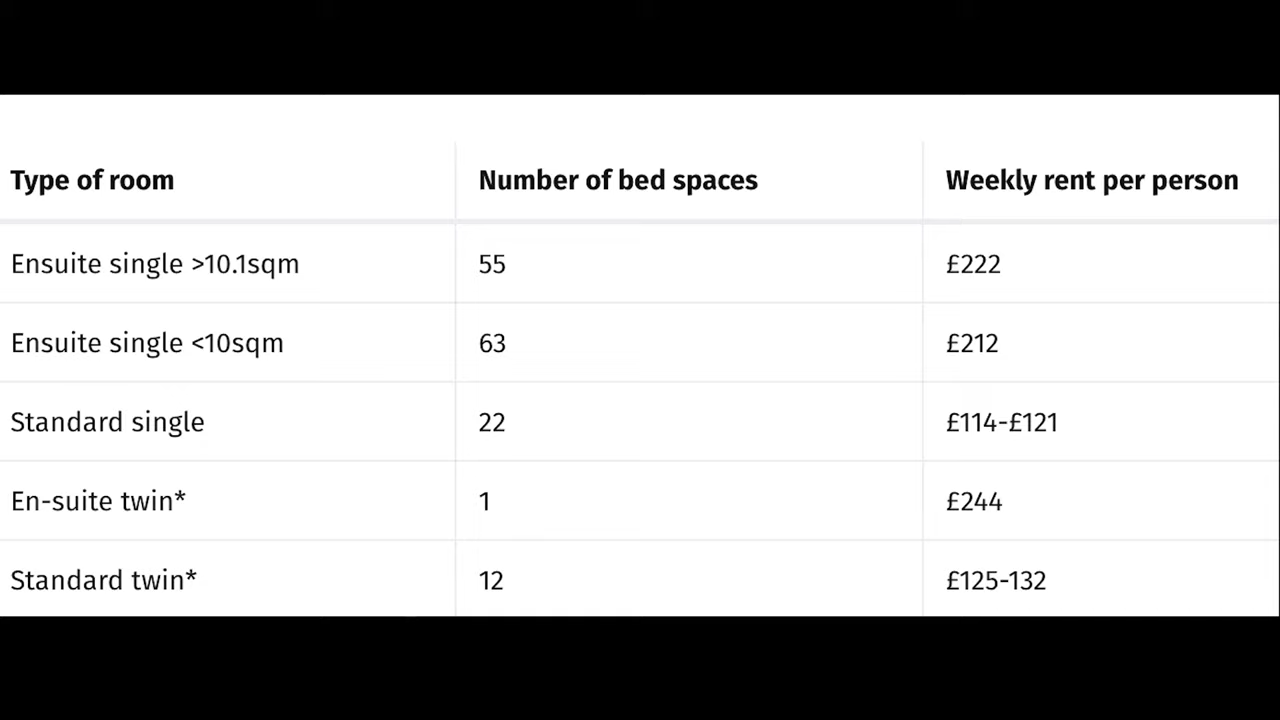 Type of room Number of bed spaces Weekly rent per person
Ensuite single >10.1sqm 55 £222
Ensuite single <10sqm 63 £212
Standard single 22 £114-£121
En-suite twin* 1 £244
Standard twin* 12 £125-132